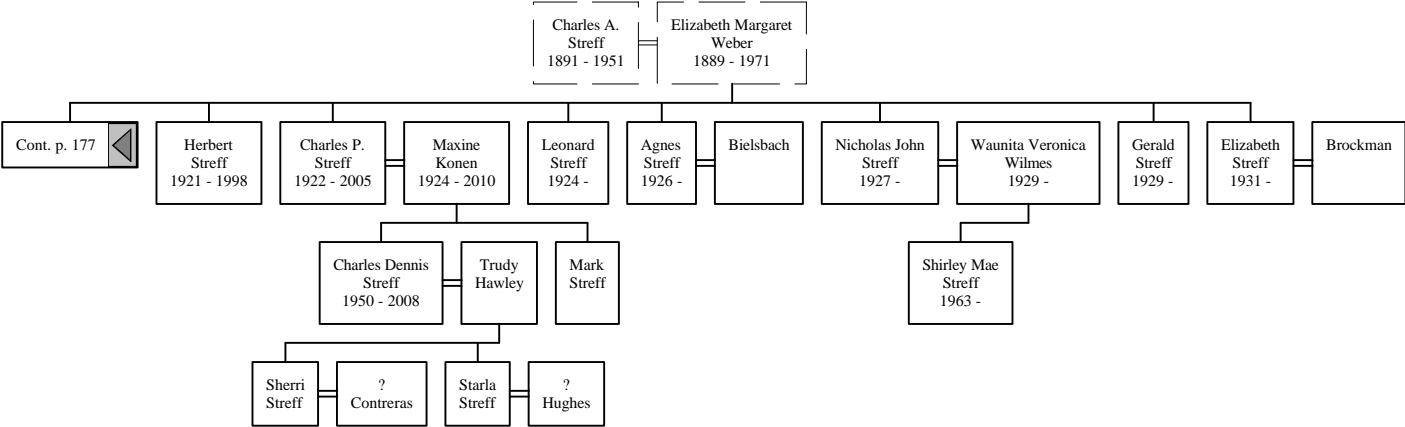 Charles A.
Streff
1891 - 1951
Elizabeth Margaret
Weber
1889 - 1971
Cont. p. 177
Herbert
Streff
1921 - 1998
Charles P.
Streff
1922 - 2005
Maxine
Konen
1924 - 2010
Leonard
Streff
1924 -
Agnes
Streff
1926 -
Bielsbach
Nicholas John
Streff
1927 -
Waunita Veronica
Wilmes
1929 -
Gerald
Streff
1929 -
Elizabeth
Streff
1931 -
Brockman
Charles Dennis
Streff
1950 - 2008
Trudy
Hawley
Mark
Streff
Shirley Mae
Streff
1963 -
Sherri
Streff
?
Contreras
Starla
Streff
?
Hughes